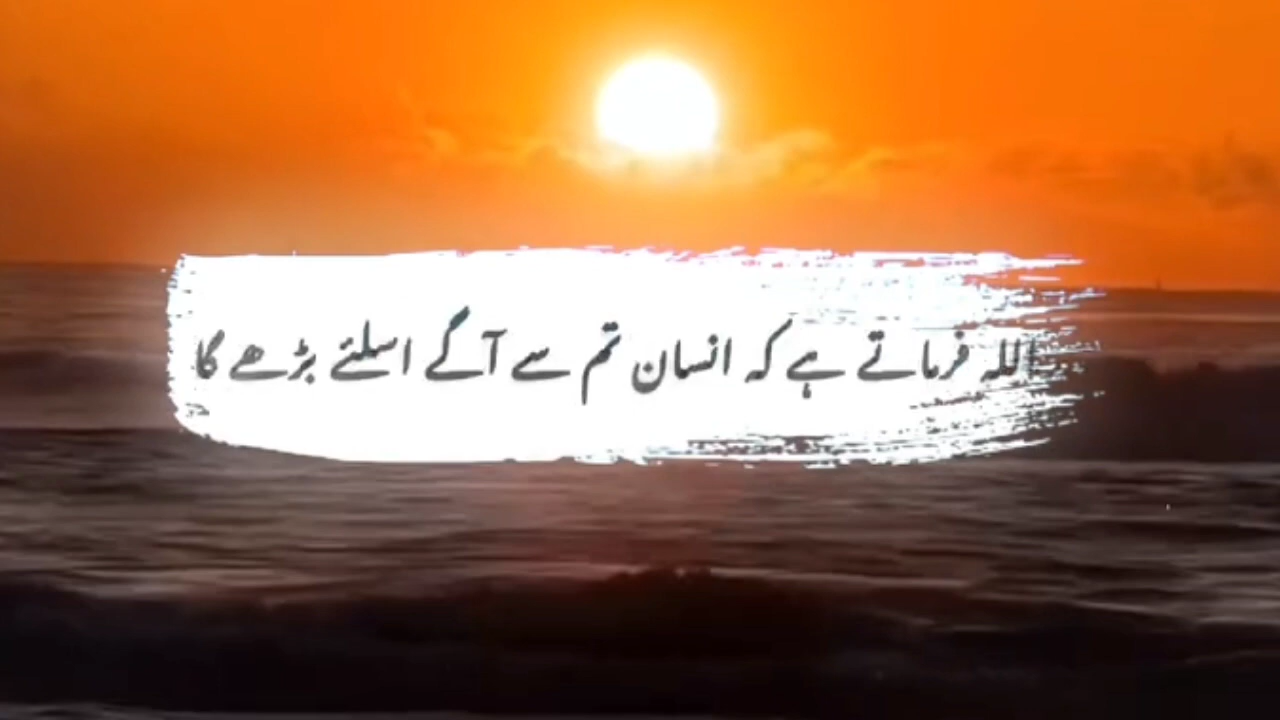 اللہ فرماتے ہے کہ انسان تم سے آگے اسلئے بڑھے گا